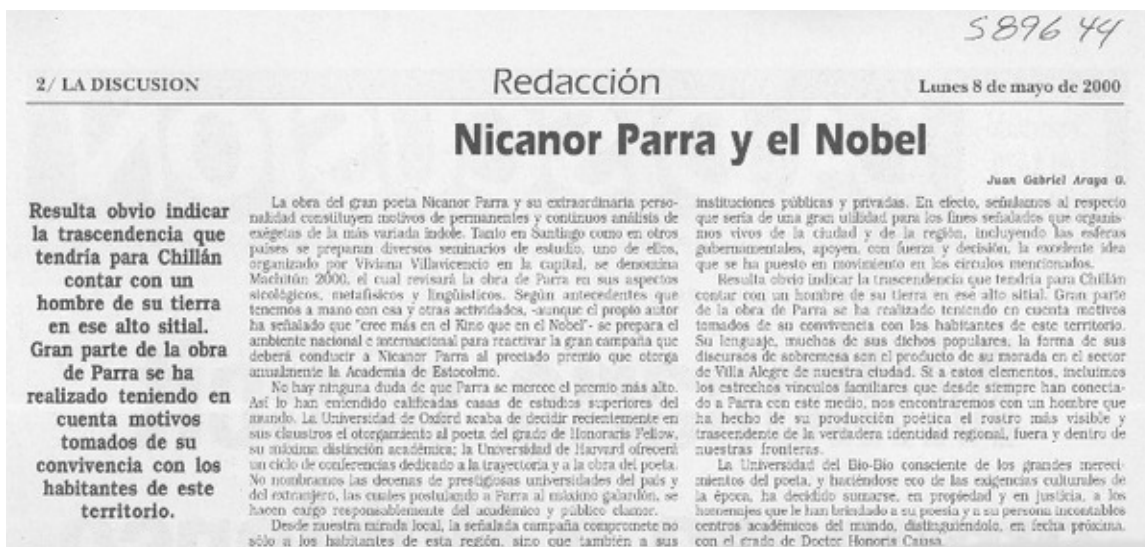 589644
2/ LA DISCUSION
Redacción
Lunes 8 de mayo de 2000
Nicanor Parra y el Nobel
Juan Gabriel Araya G.
Resulta obvio indicar
la trascendencia que
tendría para Chillán
contar con un
hombre de su tierra
en ese alto sitial.
Gran parte de la obra
de Parra se ha
realizado teniendo en
cuenta motivos
tomados de su
convivencia con los
habitantes de este
territorio.
La obra del gran poeta Nicanor Parra y su extraordinaria perso-
nalidad constituyen motivos de permanentes y continuos análisis de
exégetas de la más variada índole. Tanto en Santiago como en otros
países se preparan diversos seminarios de estudio, uno de ellos,
organizado por Viviana Villavicencio en la capital, se denomina
Machitún 2000, el cual revisará la obra de Parra en sus aspectos
sicológicos, metafísicos y lingüísticos. Según antecedentes que
tenemos a mano con esa y otras actividades, -aunque el propio autor
ha señalado que "cree más en el Kino que en el Nobel"- se prepara el
ambiente nacional e internacional para reactivar la gran campaña que
deberá conducir a Nicanor Parra al preciado premio que otorga
anualmente la Academia de Estocolmo.
No hay ninguna duda de que Parra se merece el premio más alto.
Así lo han entendido calificadas casas de estudios superiores del
mundo. La Universidad de Oxford acaba de decidir recientemente en
sus claustros el otorgamiento al poeta del grado de Honoraris Fellow,
su máxima distinción académica; la Universidad de Harvard ofrecerá
un ciclo de conferencias dedicado a la trayectoria y a la obra del poeta.
No nombramos las decenas de prestigiosas universidades del país y
del extranjero, las cuales postulando a Parra al máximo galardón, se
hacen cargo responsablemente del académico y público clamor.
Desde nuestra mirada local, la señalada campaña compromete no
sólo a los habitantes de esta región, sino que también a sus
instituciones públicas y privadas. En efecto, señalamos al respecto
que sería de una gran utilidad para los fines señalados que organis-
mos vivos de la ciudad y de la región, incluyendo las esferas
gubernamentales, apoyen, con fuerza y decisión, la excelente idea
que se ha puesto en movimiento en los círculos mencionados.
Resulta obvio indicar la trascendencia que tendría para Chillán
contar con un hombre de su tierra en ese alto sitial. Gran parte
de la obra de Parra se ha realizado teniendo en cuenta motivos
tomados de su convivencia con los habitantes de este territorio.
Su lenguaje, muchos de sus dichos populares, la forma de sus
discursos de sobremesa son el producto de su morada en el sector
de Villa Alegre de nuestra ciudad. Si a estos elementos, incluimos
los estrechos vínculos familiares que desde siempre han conecta-
do a Parra con este medio, nos encontraremos con un hombre que
ha hecho de su producción poética el rostro más visible y
trascendente de la verdadera identidad regional, fuera y dentro de
nuestras fronteras.
La Universidad del Bio-Bio consciente de los grandes mereci-
mientos del poeta, y haciéndose eco de las exigencias culturales de
la época, ha decidido sumarse, en propiedad y en justicia, a los
homenajes que le han brindado a su poesía y a su persona incontables
centros académicos del mundo, distinguiéndolo, en fecha próxima,
con el grado de Doctor Honoris Causa.